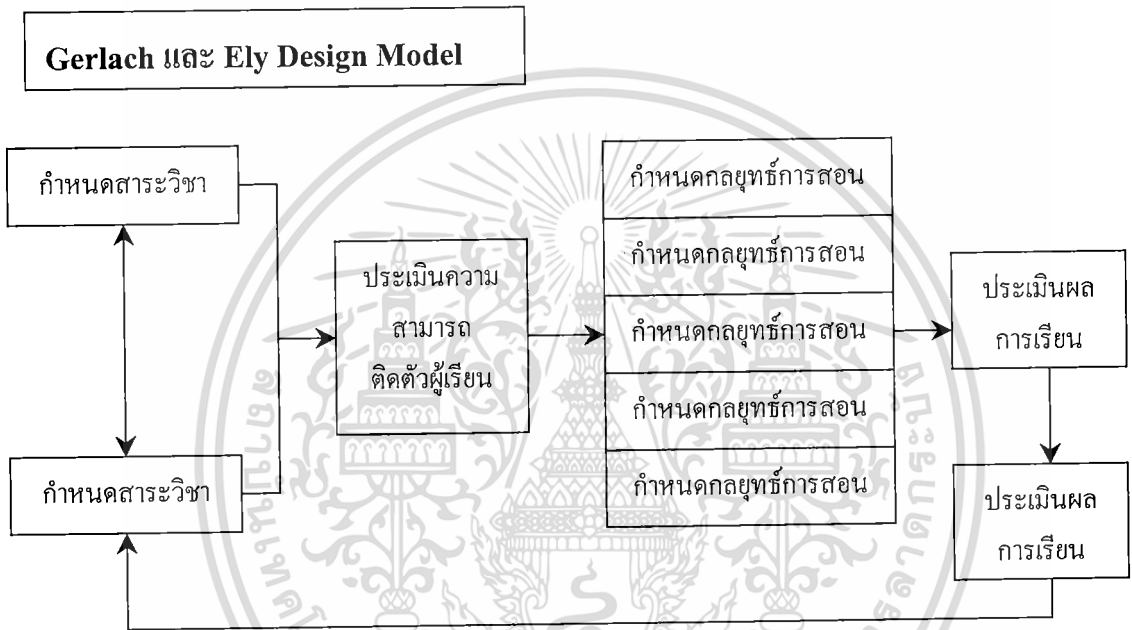 Gerlach และ Ely Design Model
กำหนดสาระวิชา
กำหนดสาระวิชา
ประเมินความ
สามารถ
ติดตัวผู้เรียน
กำหนดกลยุทธ์การสอน
กำหนดกลยุทธ์การสอน
กำหนดกลยุทธ์การสอน
กำหนดกลยุทธ์การสอน
กำหนดกลยุทธ์การสอน
ประเมินผล
การเรียน
ประเมินผล
การเรียน